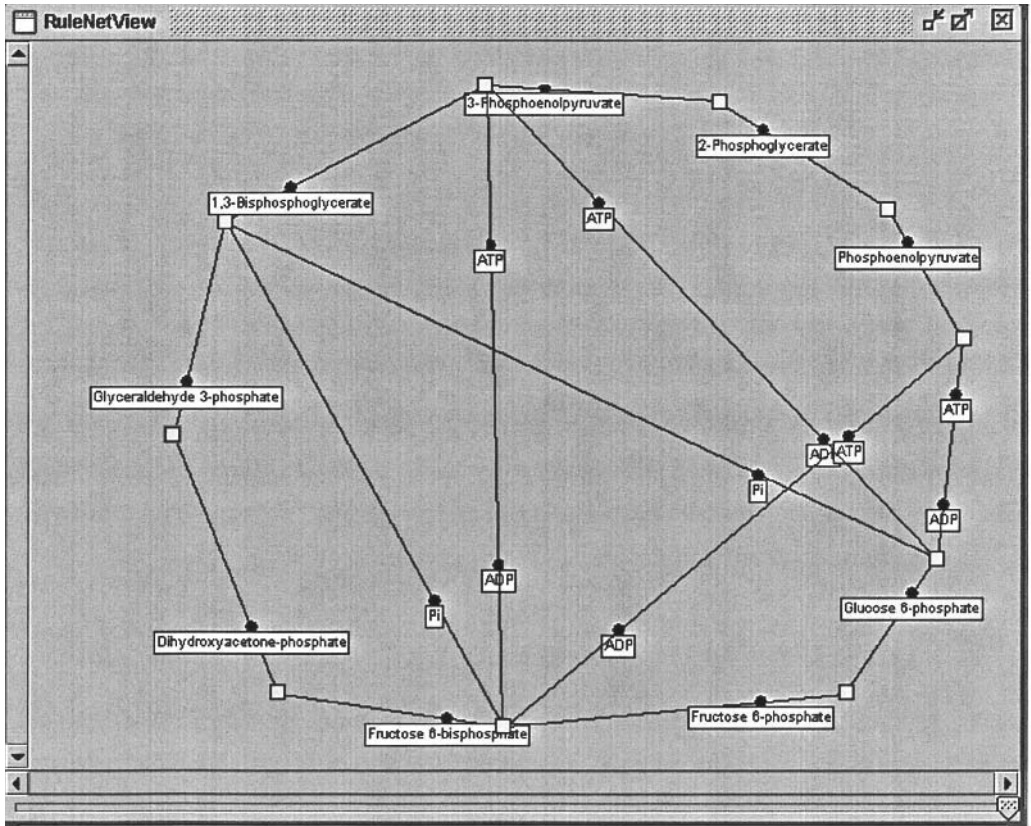 RuleNetView
3-Phosphoenolpyruvate
2-Phosphoglycerate
1,3-Bisphosphoglycerate
ATP
Phosphoenolpyruvate
ATP
Glyceraldehyde 3-phosphate
ATP
ATP
Pi
ADP
ADP
Glucose 6-phosphate
Pi
Dihydroxyacetone-phosphate
ADP
Fructose 6-phosphate
Fructose 6-bisphosphate